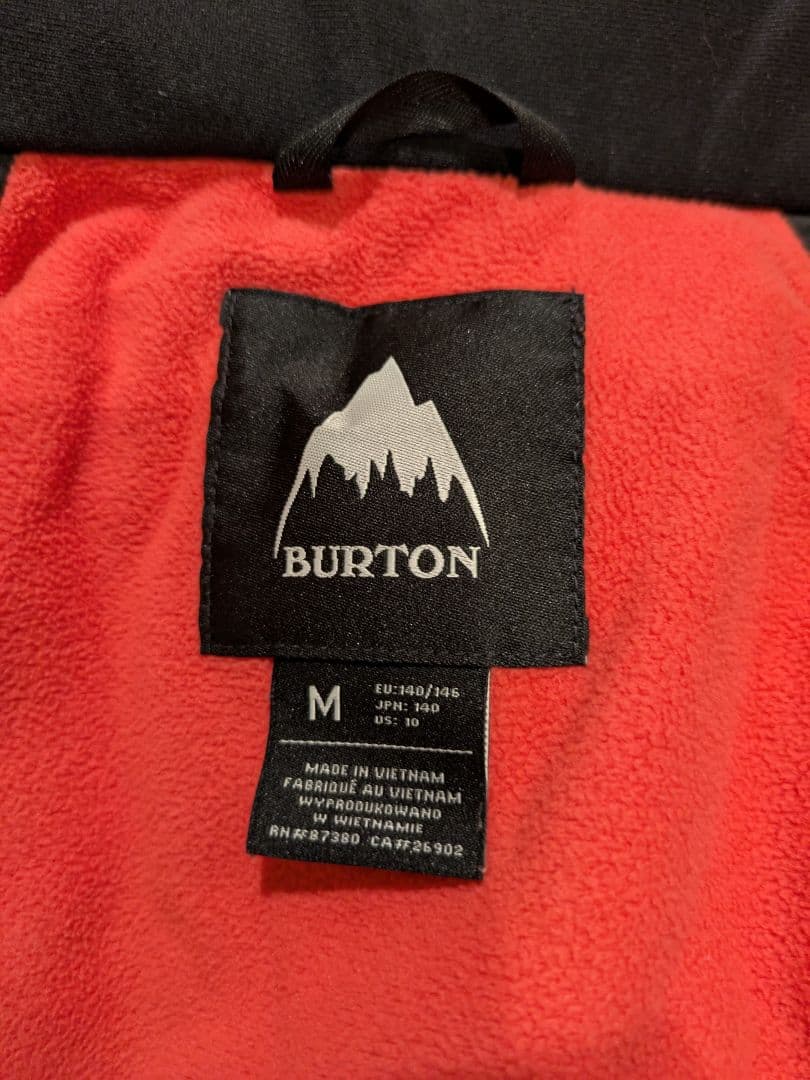 BURTON
M
EU:140/146
JPN: 140
US: 10
MADE IN VIETNAM
FABRIQUÉ AU VIETNAM
WYPRODUKOWANO
W WIETNAMIE
RN#87380 CA#26902